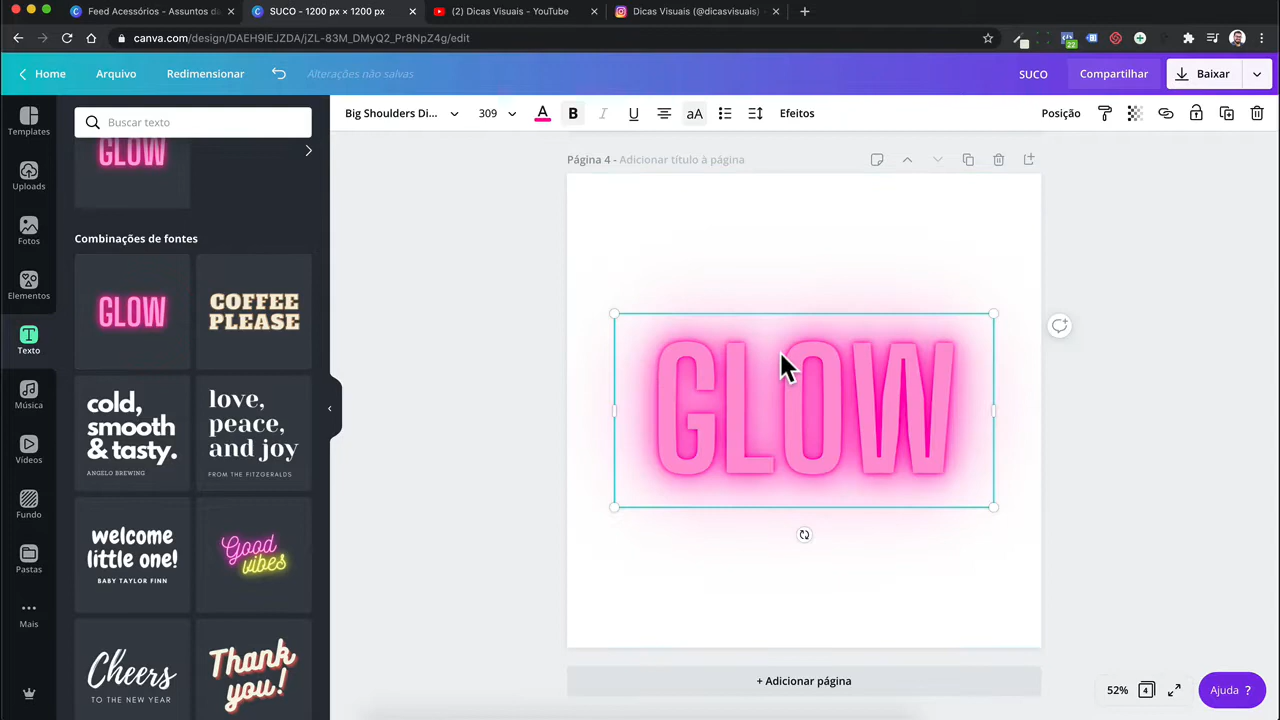 Feed Acessórios - Assuntos di
SUCO - 1200 px × 1200 px
(2) Dicas Visuais - YouTube
Dicas Visuais (@dicasvisuais)
canva.com/design/DAEH9IEJZDA/jZL-83M_DMyQ2_Pr8NpZ4g/edit
22
Home
Arquivo
Redimensionar
Alterações não salvas
SUCO
Compartilhar
Baixar
Templates
Uploads
Fotos
Elementos
Texto
Música
Vídeos
Fundo
Pastas
Mais
Buscar texto
GLOW
Combinações de fontes
GLOW
COFFEE
PLEASE
cold,
smooth
& tasty.
ANGELO BREWING
love,
peace,
and joy
FROM THE FITZGERALDS
welcome
little one!
BABY TAYLOR FINN
Good
vibes
Cheers
TO THE NEW YEAR
Thank
you!
Big Shoulders Di...
309
A
B
I
U
aA
Efeitos
Posição
Página 4 - Adicionar título à página
GLOW
+ Adicionar página
52%
4
Ajuda ?